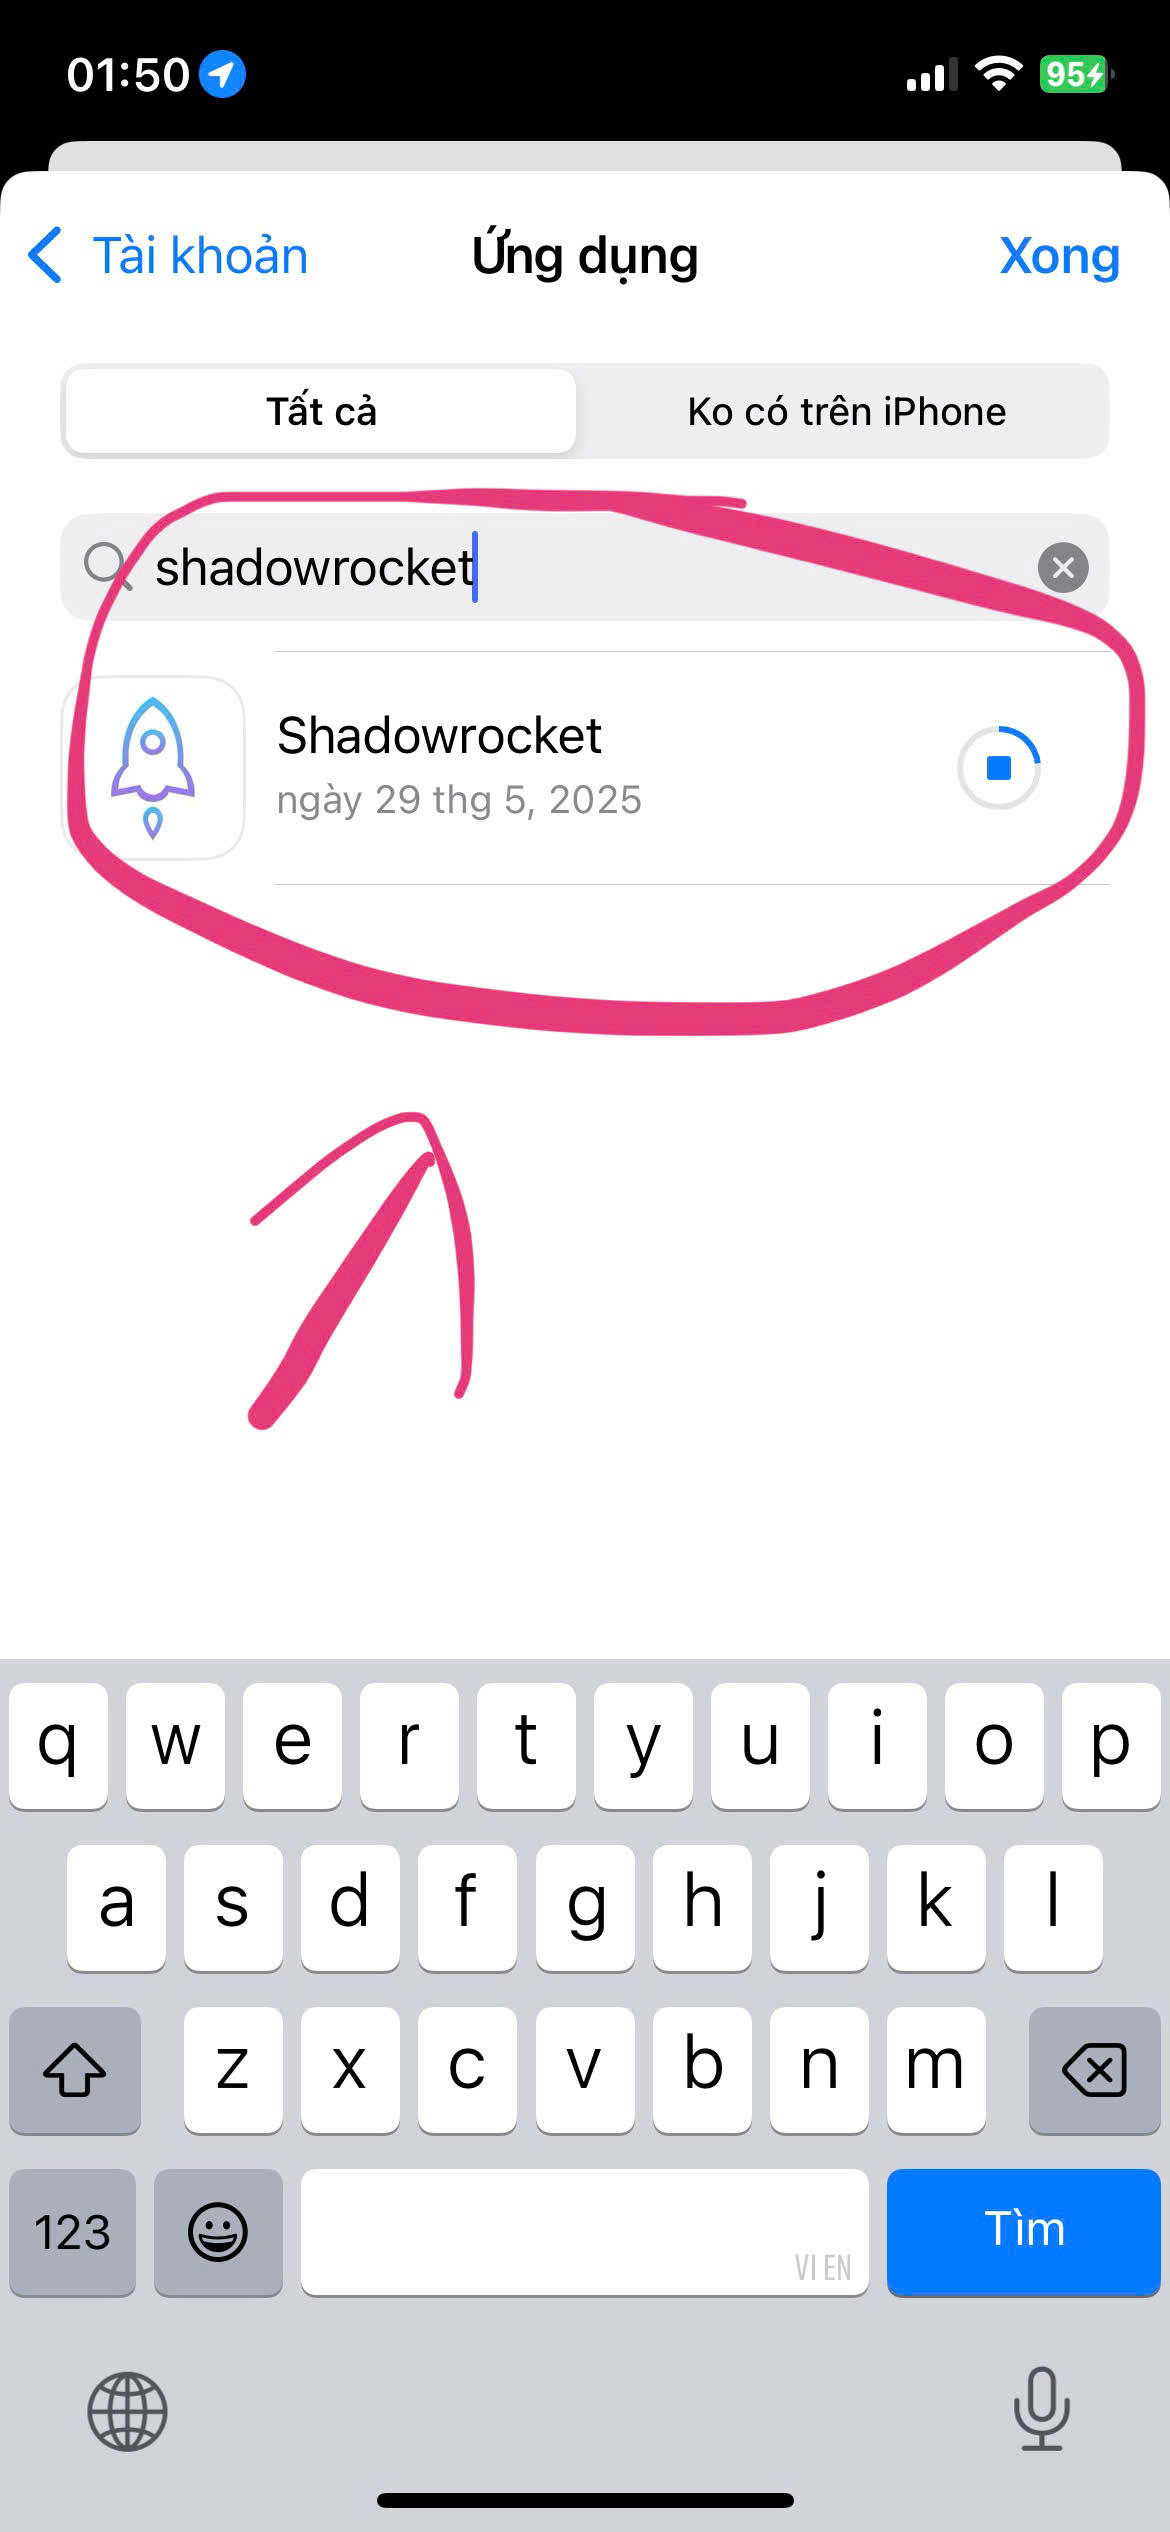 01:50
95
Tài khoản
Ứng dụng
Xong
Tất cả
Ko có trên iPhone
shadowrocket
Shadowrocket
ngày 29 thg 5, 2025
q w e r t y u i o p
a s d f g h j k l
z x c v b n m
123
VI EN
Tìm